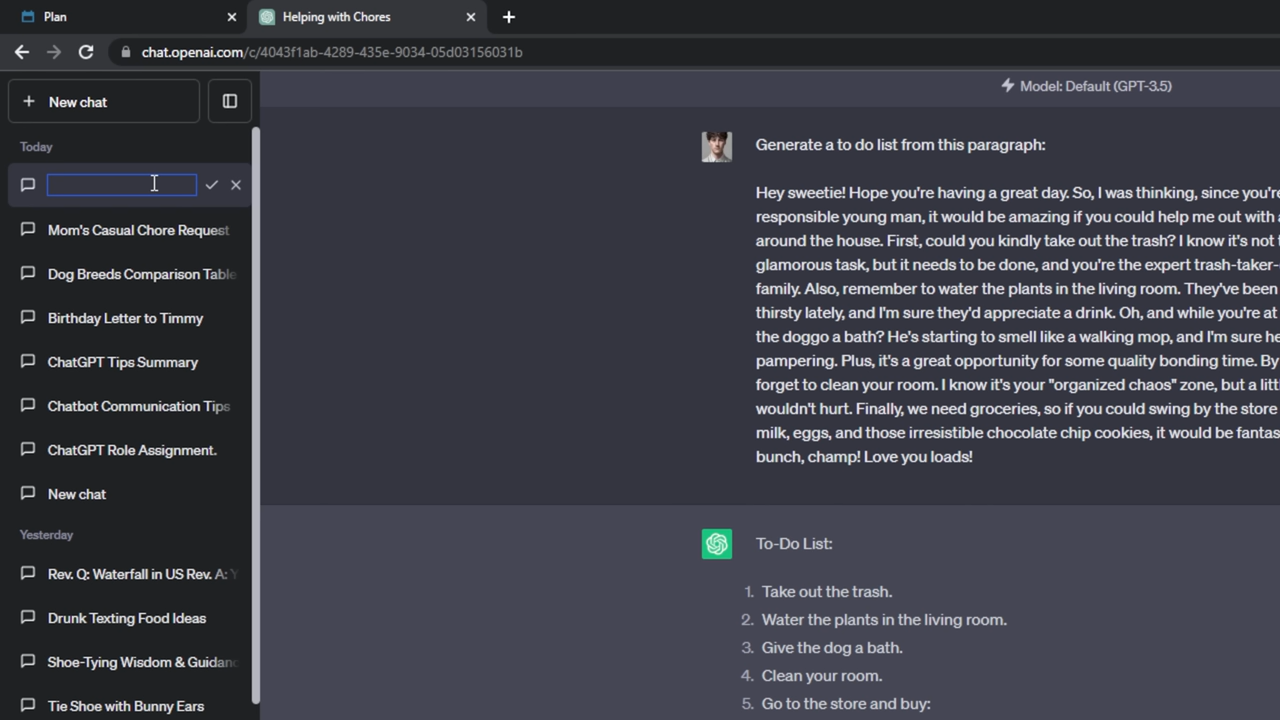 Plan
Helping with Chores
chat.openai.com/c/4043f1ab-4289-435e-9034-05d03156031b
New chat
Today
Mom's Casual Chore Request
Dog Breeds Comparison Table
Birthday Letter to Timmy
ChatGPT Tips Summary
Chatbot Communication Tips
ChatGPT Role Assignment.
New chat
Yesterday
Rev. Q: Waterfall in US Rev. A: Y
Drunk Texting Food Ideas
Shoe-Tying Wisdom & Guidan
Tie Shoe with Bunny Ears
Model: Default (GPT-3.5)
Generate a to do list from this paragraph:
Hey sweetie! Hope you're having a great day. So, I was thinking, since you're
responsible young man, it would be amazing if you could help me out with
around the house. First, could you kindly take out the trash? I know it's not
glamorous task, but it needs to be done, and you're the expert trash-taker-
family. Also, remember to water the plants in the living room. They've been
thirsty lately, and I'm sure they'd appreciate a drink. Oh, and while you're at
the doggo a bath? He's starting to smell like a walking mop, and I'm sure he
pampering. Plus, it's a great opportunity for some quality bonding time. By
forget to clean your room. I know it's your "organized chaos" zone, but a litt
wouldn't hurt. Finally, we need groceries, so if you could swing by the store
milk, eggs, and those irresistible chocolate chip cookies, it would be fantas
bunch, champ! Love you loads!
To-Do List:
1. Take out the trash.
2. Water the plants in the living room.
3. Give the dog a bath.
4. Clean your room.
5. Go to the store and buy: